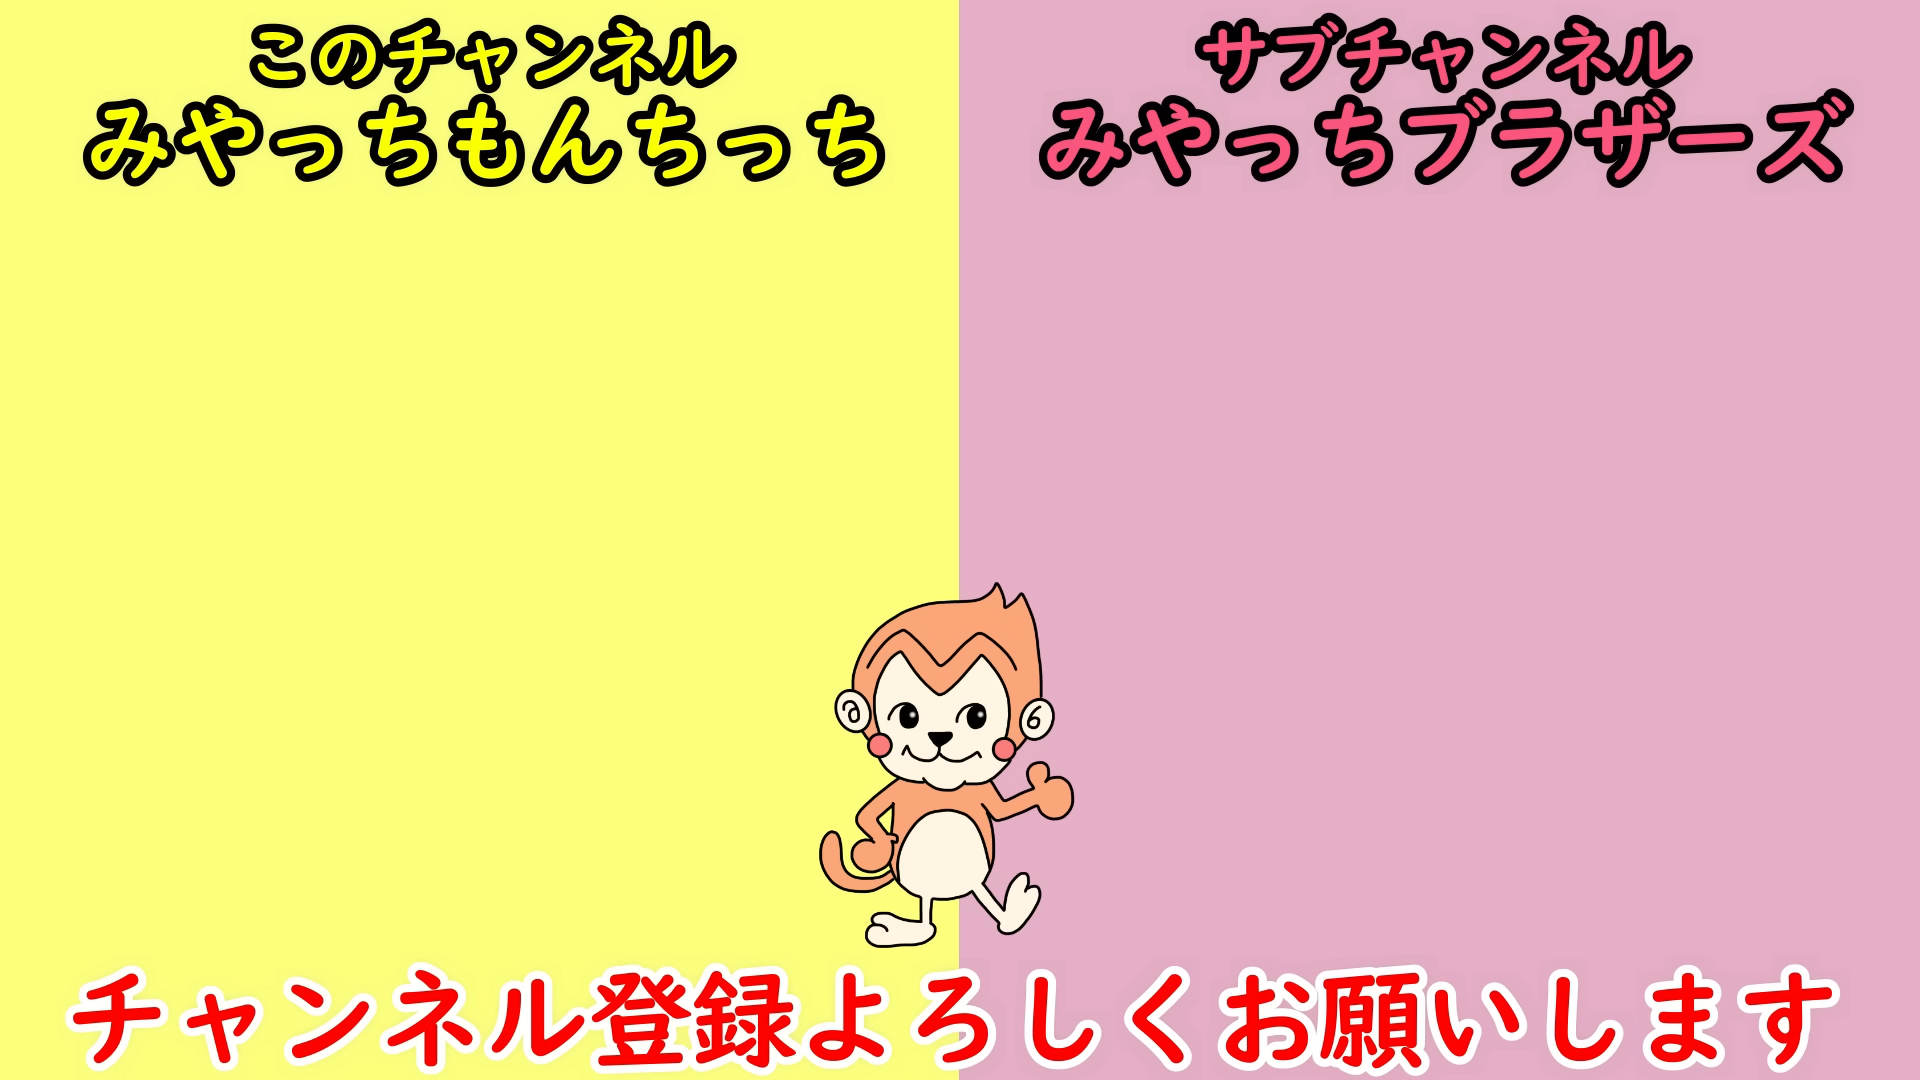 このチャンネル
みやっちもんちっち
サブチャンネル
みやっちブラザーズ
チャンネル登録よろしくお願いします